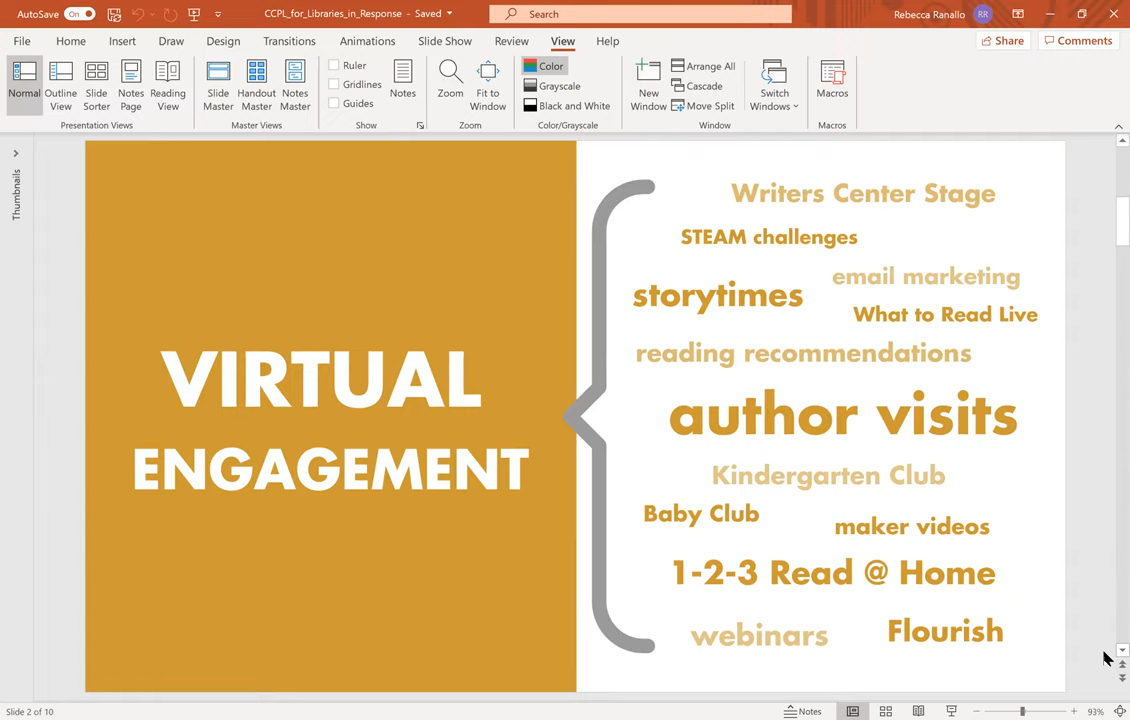 AutoSave On CCPL_for_Libraries_in_Response - Saved Search Rebecca Ranallo RR
File Home Insert Draw Design Transitions Animations Slide Show Review View Help Share Comments
Normal Outline View Slide Sorter Notes Page Reading View
Presentation Views
Slide Master Handout Master Notes Master
Master Views
Ruler
Gridlines
Guides
Notes
Show
Zoom Fit to Window
Zoom
Color
Grayscale
Black and White
Color/Grayscale
New Window
Arrange All
Cascade
Move Split
Switch Windows
Window
Macros
Macros
Thumbnails
VIRTUAL
ENGAGEMENT
Writers Center Stage
STEAM challenges
email marketing
storytimes
What to Read Live
reading recommendations
author visits
Kindergarten Club
Baby Club
maker videos
1-2-3 Read @ Home
webinars
Flourish
Slide 2 of 10 Notes 93%